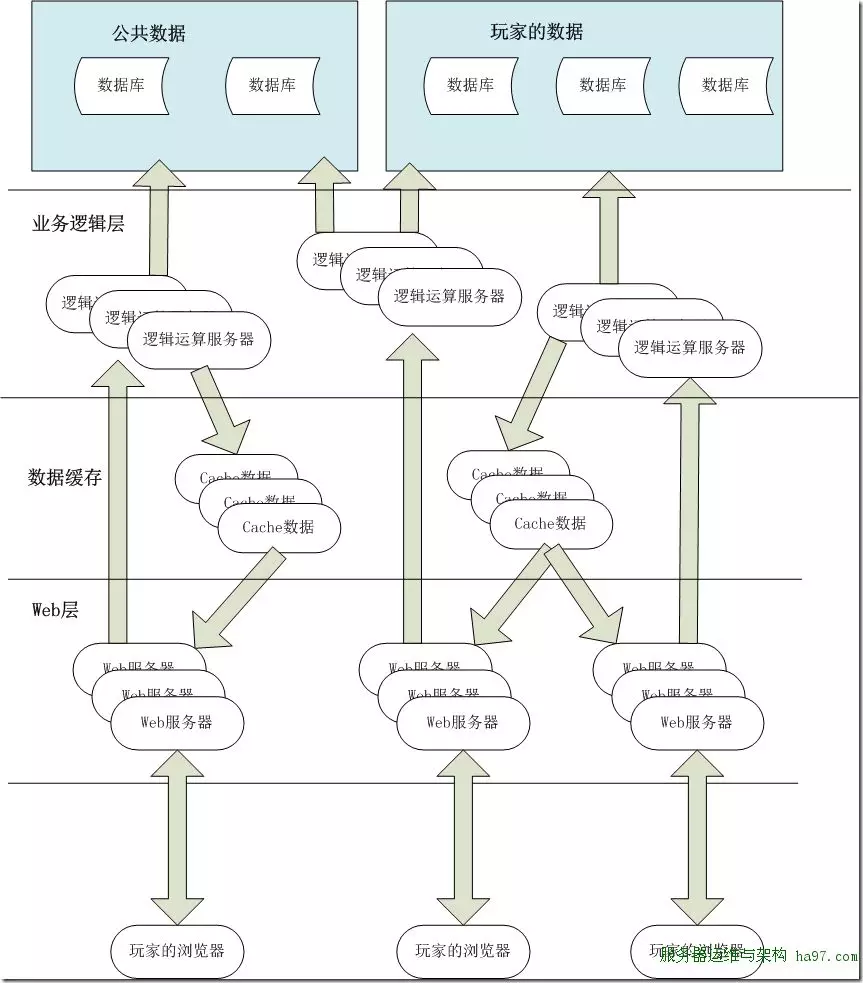 公共数据
玩家的数据
数据库
数据库
数据库
数据库
数据库
业务逻辑层
逻辑
逻辑
逻辑运算服务器
逻辑
逻辑
逻辑运算服务器
逻辑
逻辑
逻辑运算服务器
数据缓存
Cache数据
Cache数据
Cache数据
Cache数据
Cache数据
Cache数据
Web层
Web服务器
Web服务器
Web服务器
Web服务器
Web服务器
Web服务器
Web服务器
Web服务器
Web服务器
玩家的浏览器
玩家的浏览器
玩家的浏览器
服务器运维与架构 ha97.com